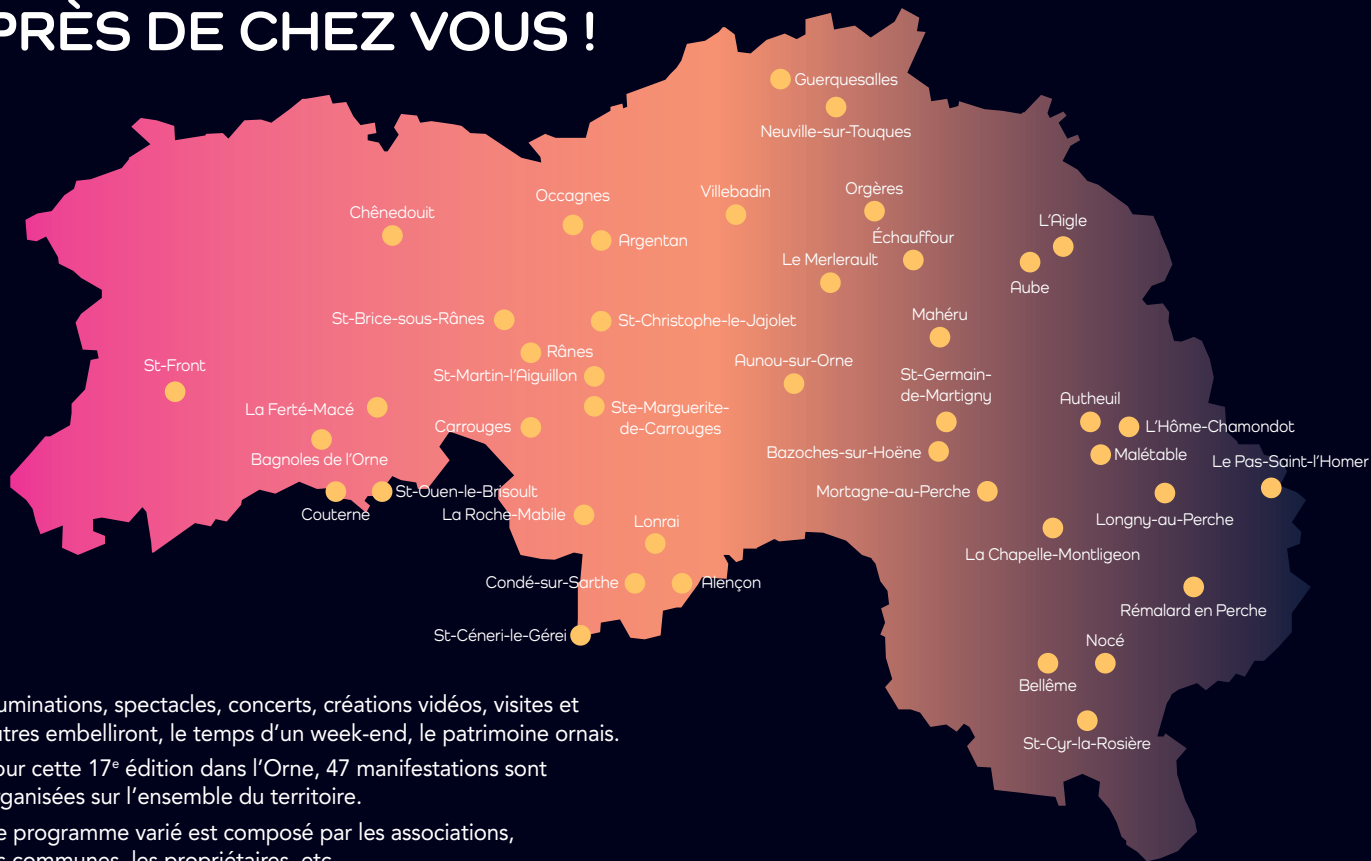 PRÈS DE CHEZ VOUS !
Guerquesalles
Neuville-sur-Touques
Occagnes
Villebadin
Orgères
Chênedouit
L'Aigle
Argentan
Échauffour
Le Merlerault
Aube
Mahéru
St-Brice-sous-Rânes
St-Christophe-le-Jajolet
Rânes
Aunou-sur-Orne
St-Front
St-Martin-l'Aiguillon
St-Germain-
de-Martigny
Autheuil
La Ferté-Macé
Ste-Marguerite-
de-Carrouges
Carrouges
L'Hôme-Chamondot
Bagnoles de l'Orne
Bazoches-sur-Hoëne
Malétable
Le Pas-Saint-l'Homer
St-Ouen-le-Brisoult
Mortagne-au-Perche
Couterne
La Roche-Mabile
Lonrai
Longny-au-Perche
La Chapelle-Montligeon
Condé-sur-Sarthe
Alençon
Rémalard en Perche
St-Céneri-le-Gérei
Nocé
Bellême
St-Cyr-la-Rosière
uminations, spectacles, concerts, créations vidéos, visites et
utres embelliront, le temps d'un week-end, le patrimoine ornais.
our cette 17e édition dans l'Orne, 47 manifestations sont
rganisées sur l'ensemble du territoire.
e programme varié est composé par les associations,
s communes, les propriétaires, etc